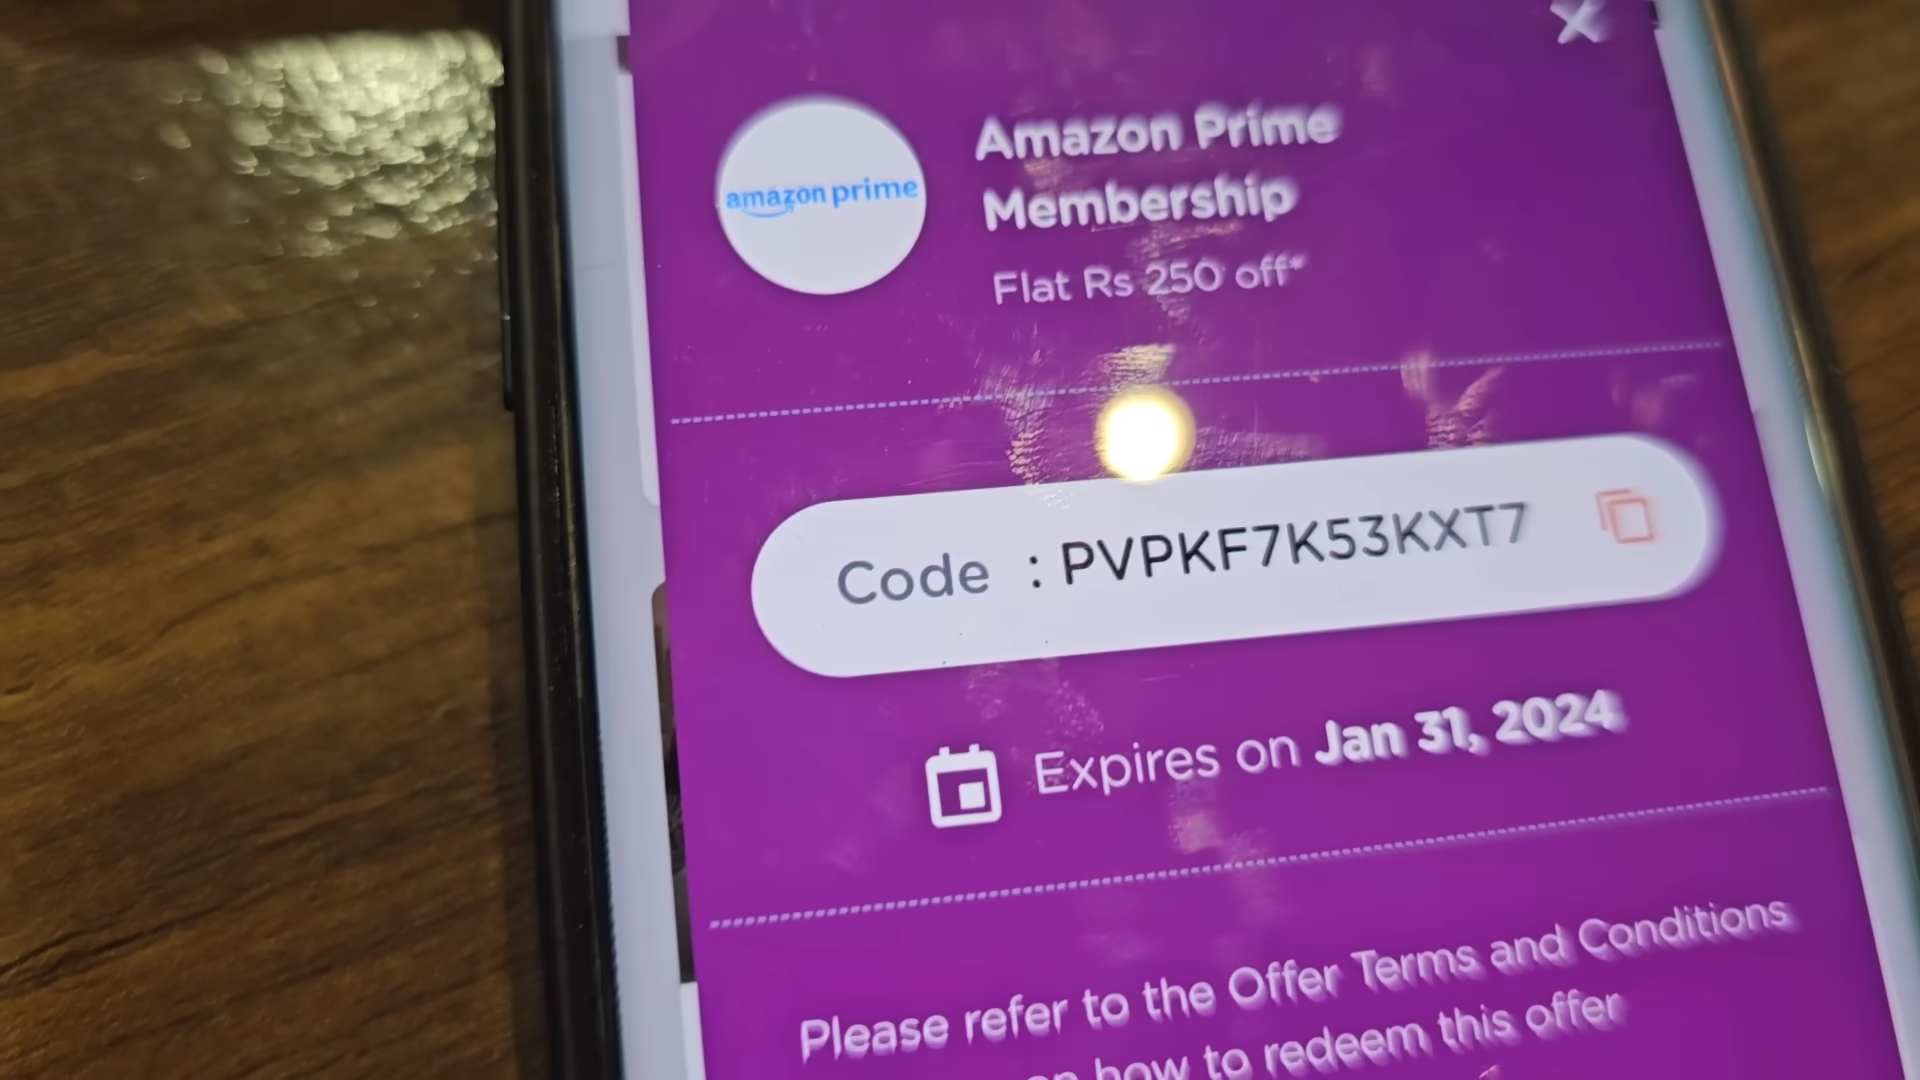 amazon prime
Amazon Prime
Membership
Flat Rs 250 off*
Code : PVPKF7K53KXT7
Expires on Jan 31, 2024
Please refer to the Offer Terms and Conditions
on how to redeem this offer